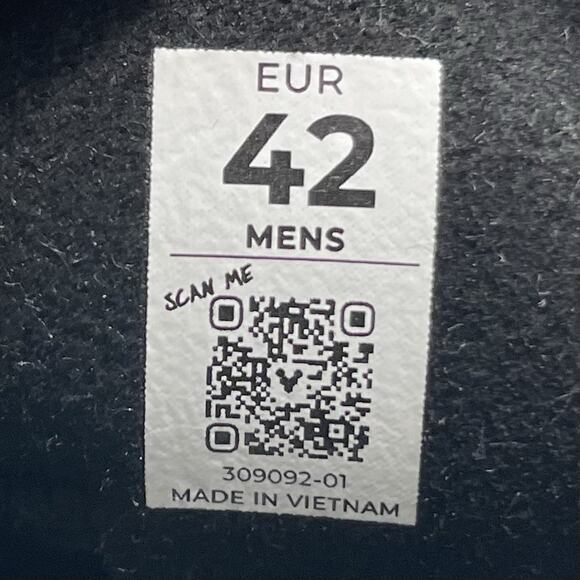 EUR
42
MENS
SCAN ME
309092-01
MADE IN VIETNAM